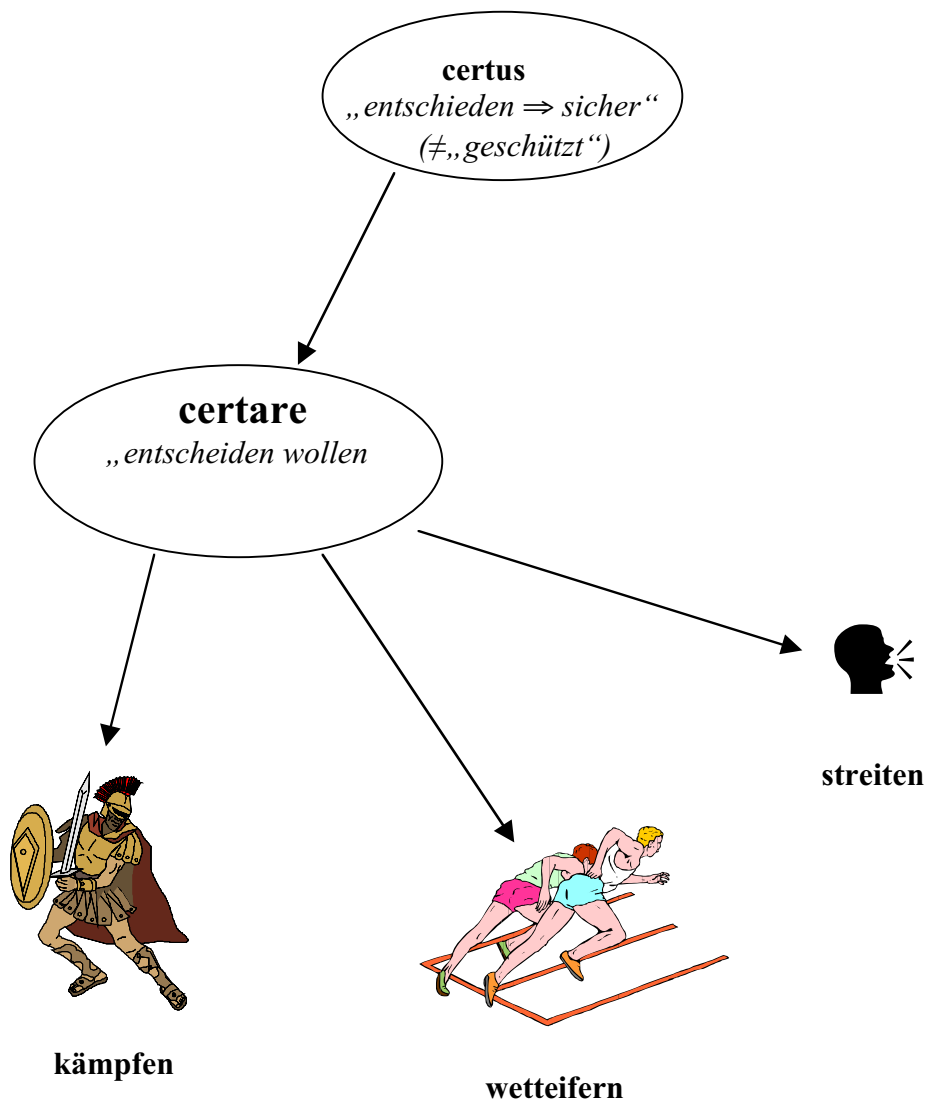 certus
„entschieden ⇒ sicher“
(≠„geschützt“)
certare
„entscheiden wollen
streiten
kämpfen
wetteifern